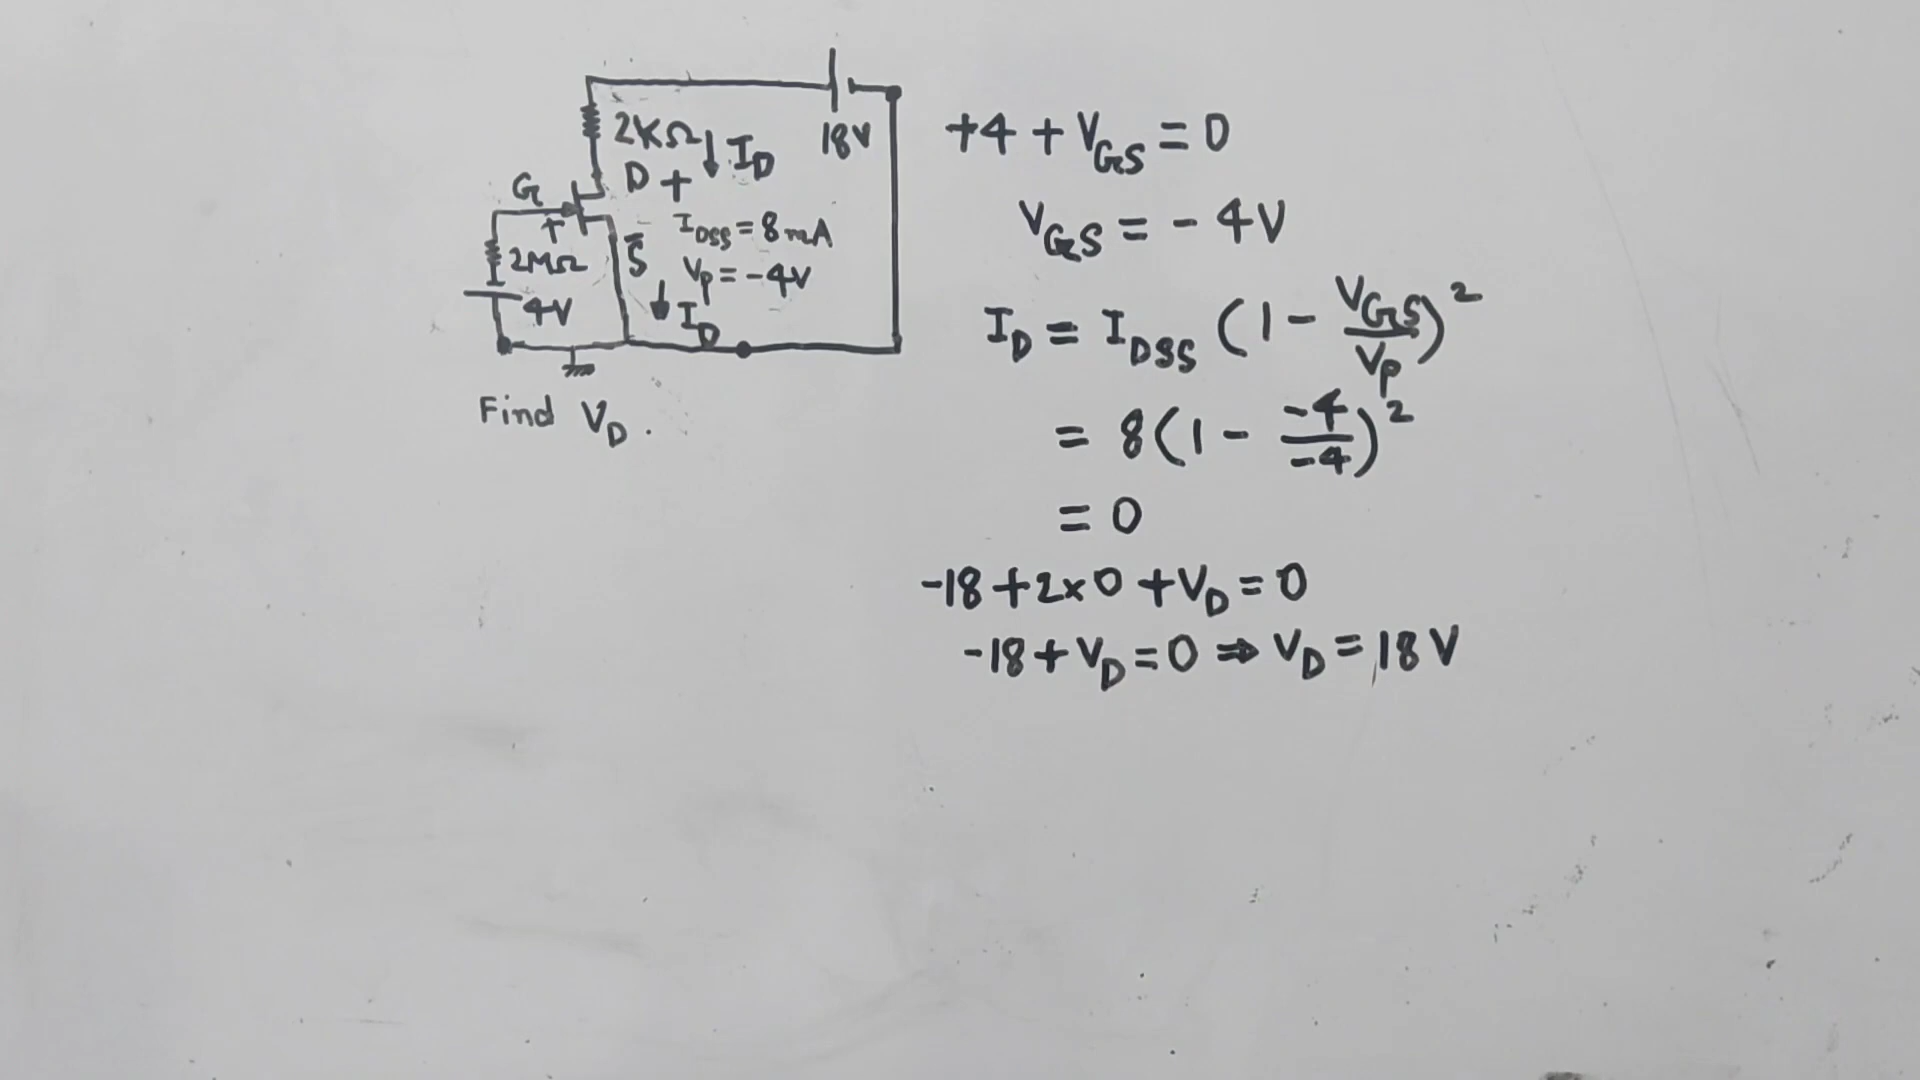 2KΩ
I_D
18V
D +
G
+
I_DSS = 8mA
2MΩ
- S
V_p = -4V
4V
I_D
Find V_D.
+4 + V_GS = 0
V_GS = - 4V
I_D = I_DSS (1 - V_GS/V_p)²
= 8(1 - -4/-4)²
= 0
-18 + 2×0 + V_D = 0
-18 + V_D = 0 ⇒ V_D = 18 V